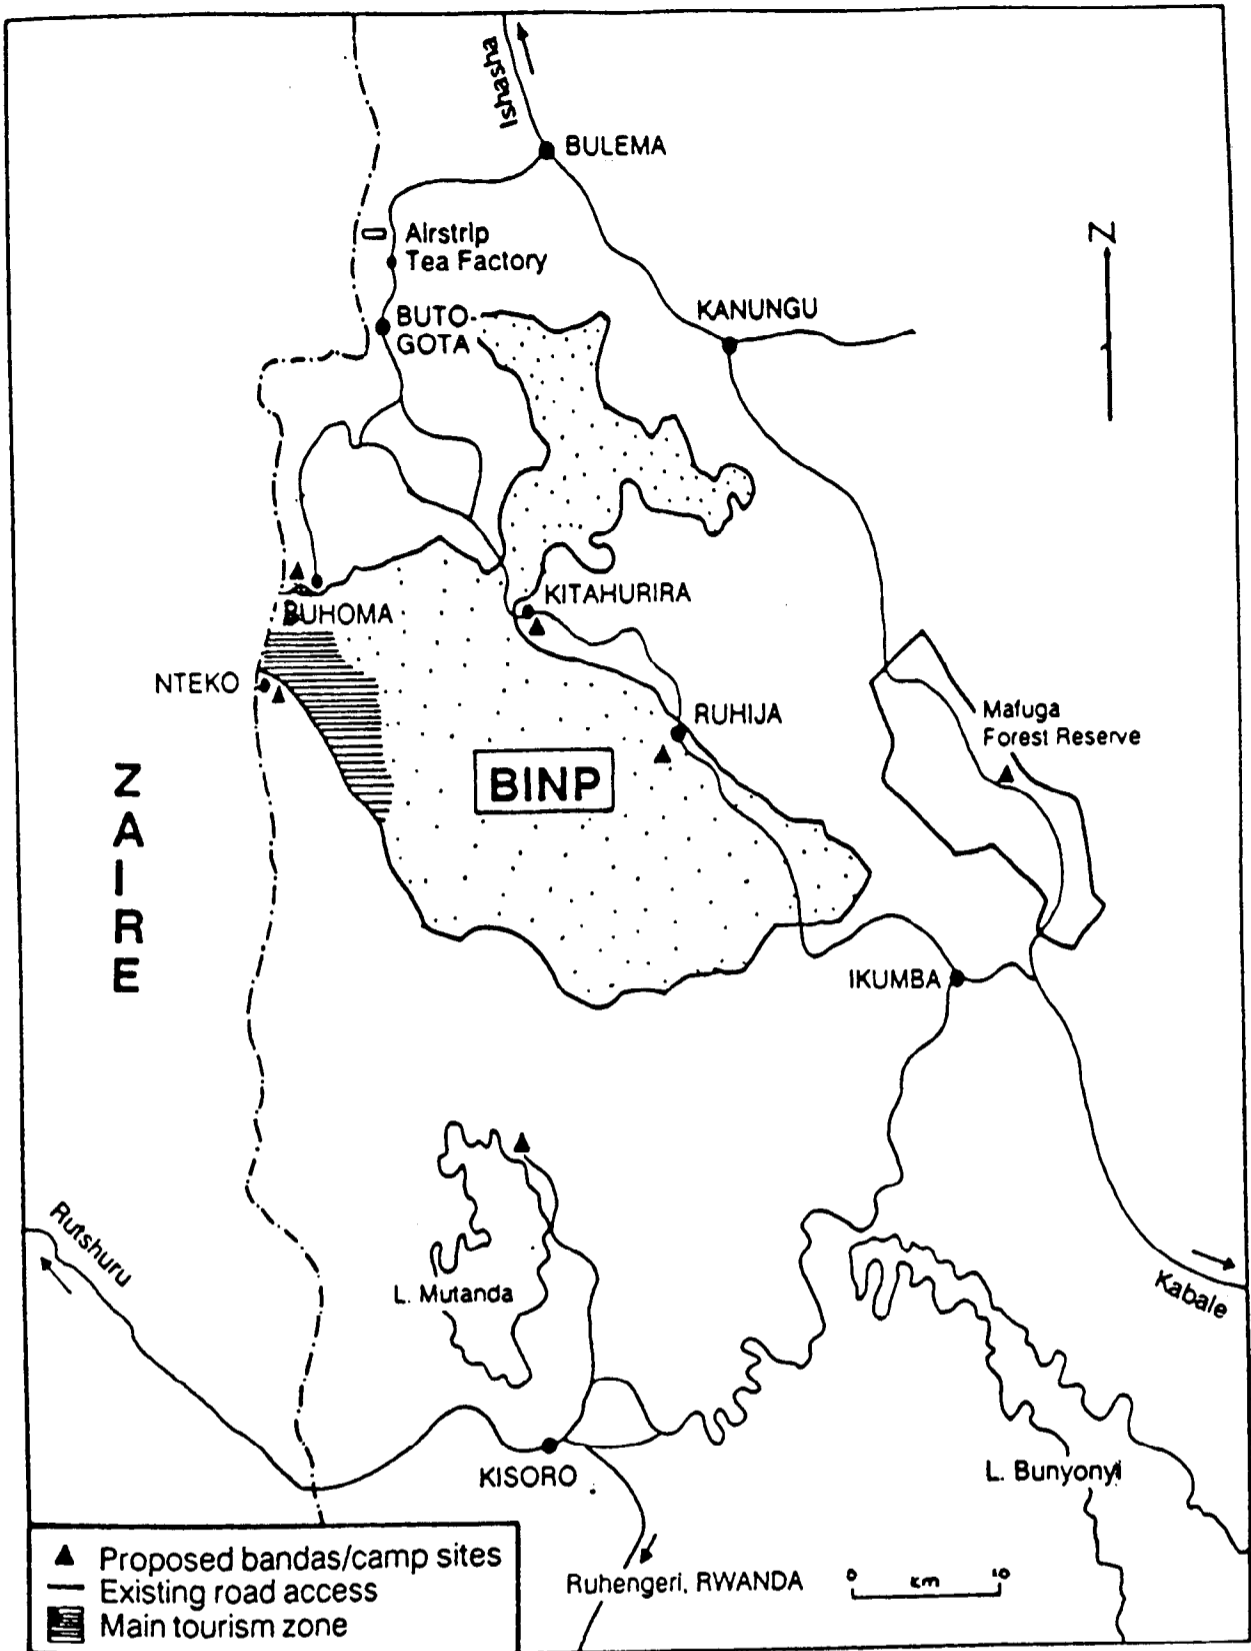 Ishasha
BULEMA
Airstrip
Tea Factory
N
BUTO-
GOTA
KANUNGU
KITAHURIRA
BUHOMA
NTEKO
RUHIJA
Mafuga
Forest Reserve
BINP
ZAIRE
IKUMBA
Rutshuru
L. Mutanda
Kabale
KISORO
L. Bunyonyi
Ruhengeri, RWANDA
0 km 10
Proposed bandas/camp sites
Existing road access
Main tourism zone